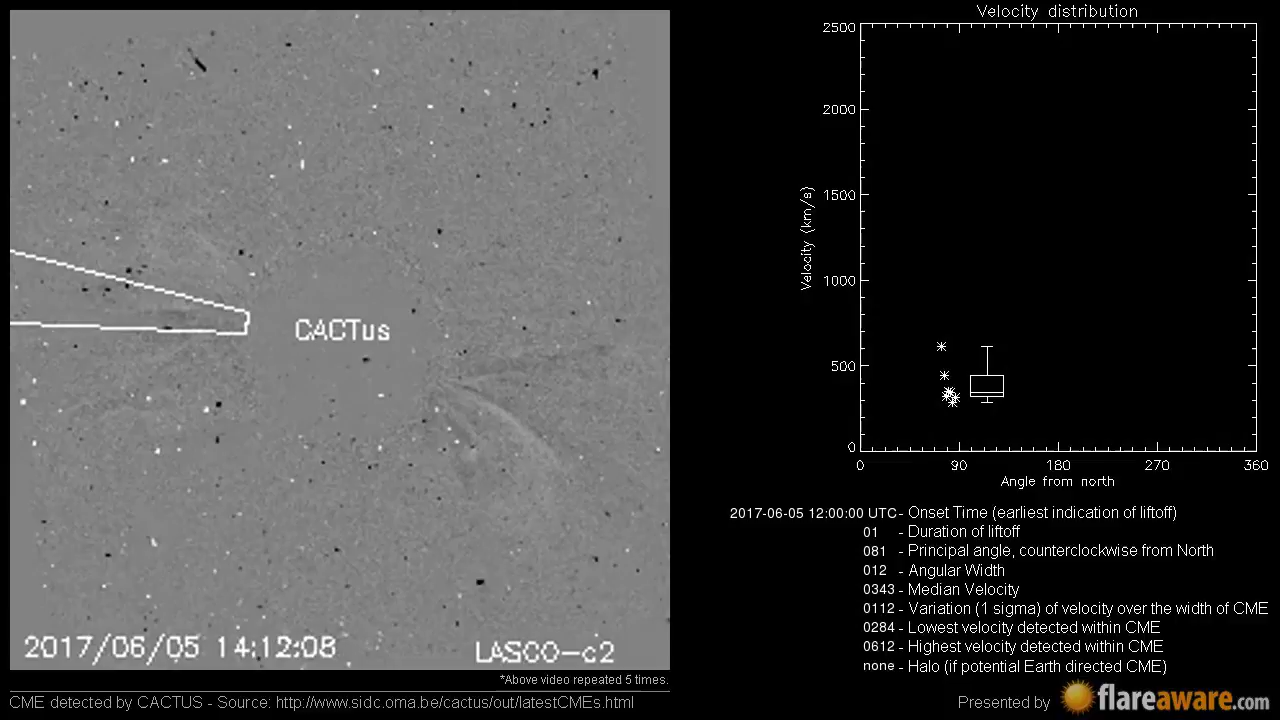 Velocity distribution
2500
2000
1500
1000
500
0
Velocity (km/s)
0 90 180 270 360
Angle from north
CACTus
2017/06/05 14:12:08
LASCO-c2
*Above video repeated 5 times.
CME detected by CACTUS - Source: http://www.sidc.oma.be/cactus/out/latestCMEs.html
2017-06-05 12:00:00 UTC - Onset Time (earliest indication of liftoff)
01 - Duration of liftoff
081 - Principal angle, counterclockwise from North
012 - Angular Width
0343 - Median Velocity
0112 - Variation (1 sigma) of velocity over the width of CME
0284 - Lowest velocity detected within CME
0612 - Highest velocity detected within CME
none - Halo (if potential Earth directed CME)
Presented by flareaware.com